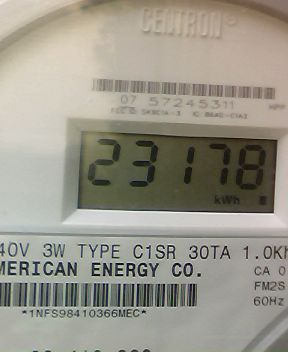 CENTRON
07 57245311
23178
kWh
40V 3W TYPE C1SR 30TA 1.0Kh
MERICAN ENERGY CO.
CA 0
FM2S
60Hz
*1NFS98410366MEC*